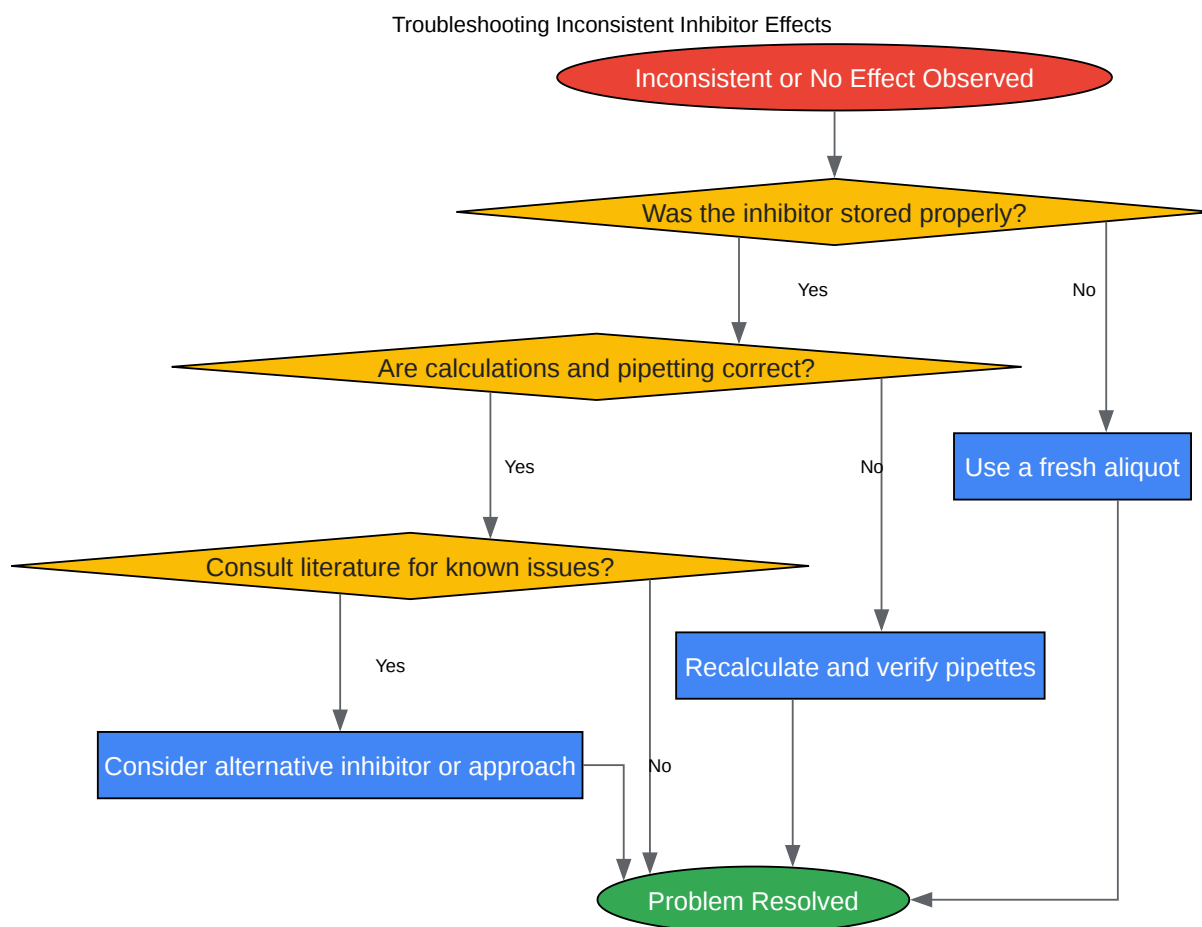 Troubleshooting Inconsistent Inhibitor Effects
Inconsistent or No Effect Observed
Was the inhibitor stored properly?
Yes
No
Are calculations and pipetting correct?
Yes
No
Use a fresh aliquot
Consult literature for known issues?
Yes
Recalculate and verify pipettes
Consider alternative inhibitor or approach
No
Problem Resolved